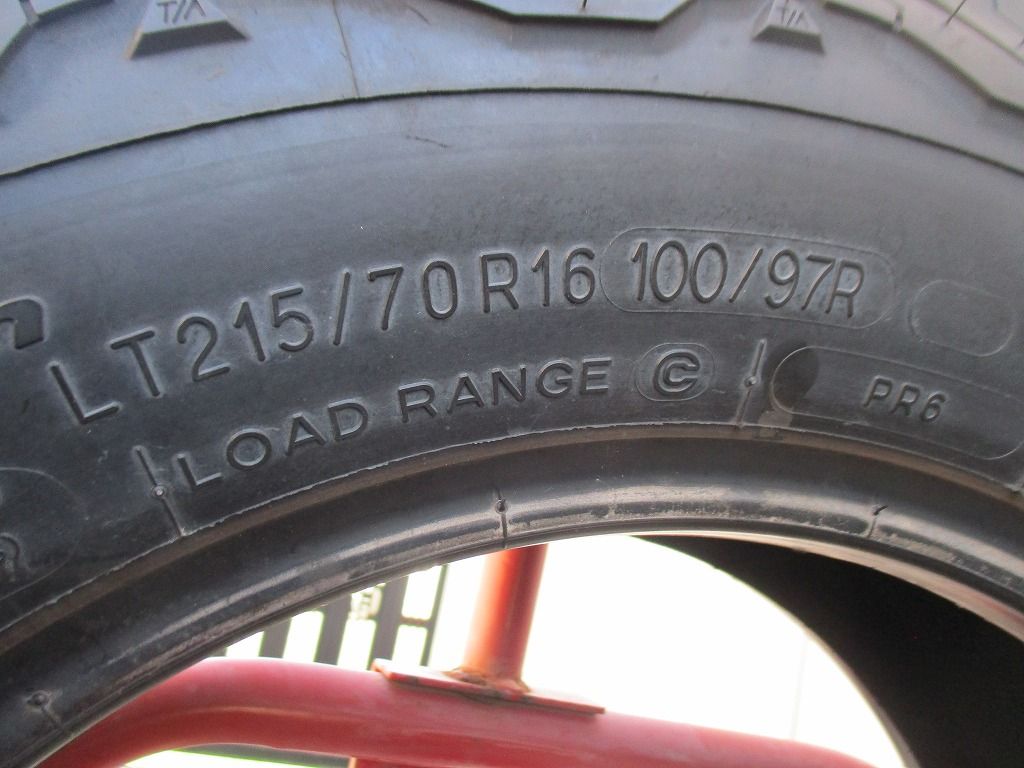 T/A T/A
LT215/70R16 100/97R
LOAD RANGE C PR6